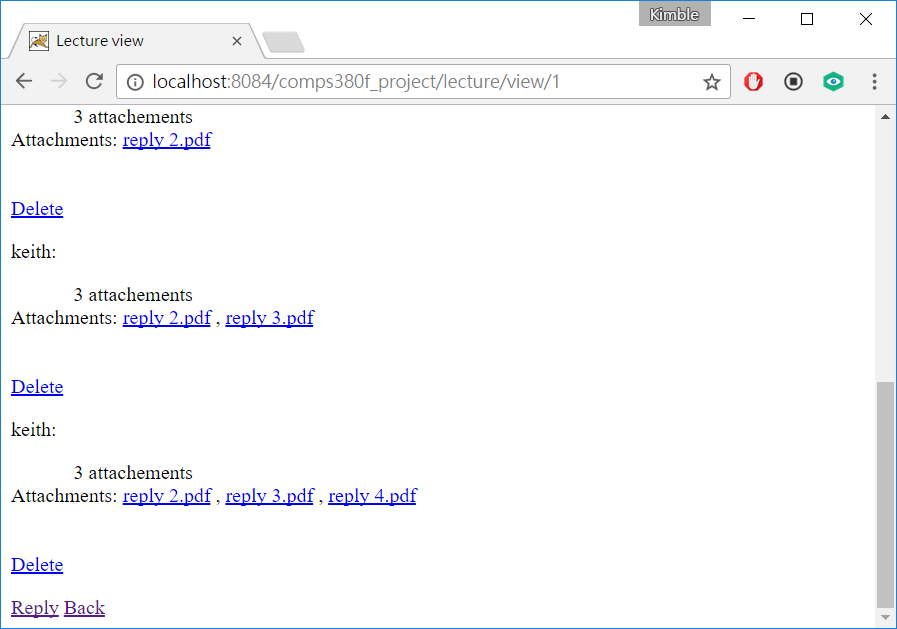 Kimble
Lecture view
localhost:8084/comps380f_project/lecture/view/1
3 attachements
Attachments: reply 2.pdf
Delete
keith:
3 attachements
Attachments: reply 2.pdf , reply 3.pdf
Delete
keith:
3 attachements
Attachments: reply 2.pdf , reply 3.pdf , reply 4.pdf
Delete
Reply Back